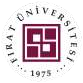 FIRAT ÜNİVERSİTESİ
• 1975 •